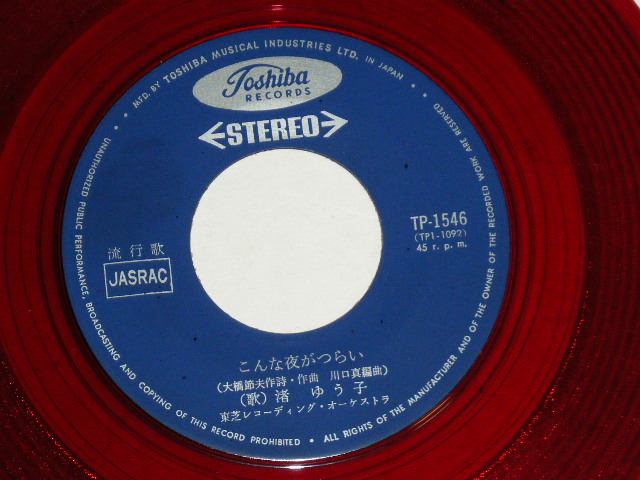 MFD. BY TOSHIBA MUSICAL INDUSTRIES LTD. IN JAPAN
Toshiba
RECORDS
STEREO
TP-1546
(TP1-1092)
45 r.p.m.
流行歌
JASRAC
こんな夜がつらい
(大橋節夫作詩・作曲 川口真編曲)
(歌) 渚 ゆう子
東芝レコーディング・オーケストラ
ALL RIGHTS OF THE MANUFACTURER AND OF THE OWNER OF THE RECORDED WORK ARE RESERVED
UNAUTHORIZED PUBLIC PERFORMANCE, BROADCASTING AND COPYING OF THIS RECORD PROHIBITED